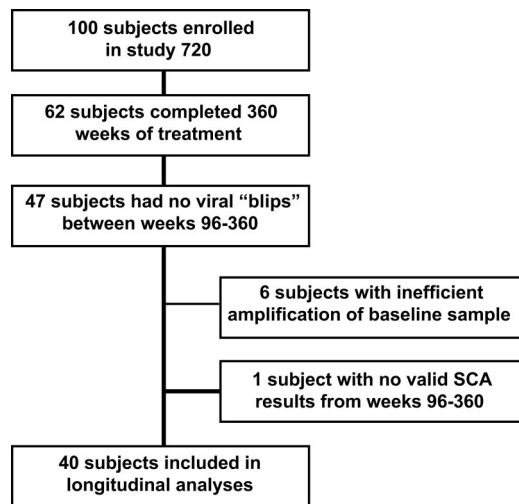 100 subjects enrolled
in study 720
62 subjects completed 360
weeks of treatment
47 subjects had no viral “blips”
between weeks 96-360
6 subjects with inefficient
amplification of baseline sample
1 subject with no valid SCA
results from weeks 96-360
40 subjects included in
longitudinal analyses